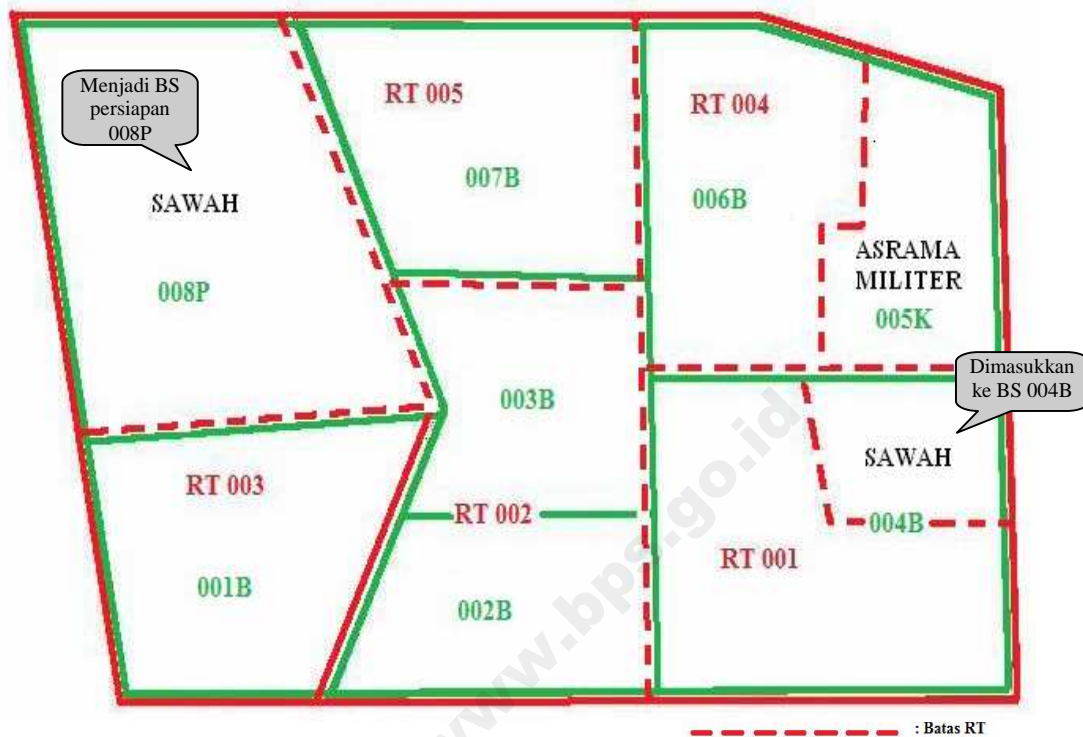 Menjadi BS
persiapan
008P
SAWAH
008P
RT 005
007B
RT 004
006B
ASRAMA
MILITER
005K
Dimasukkan
ke BS 004B
SAWAH
004B
003B
RT 003
001B
RT 002
002B
RT 001
www.bps.go.id
: Batas RT